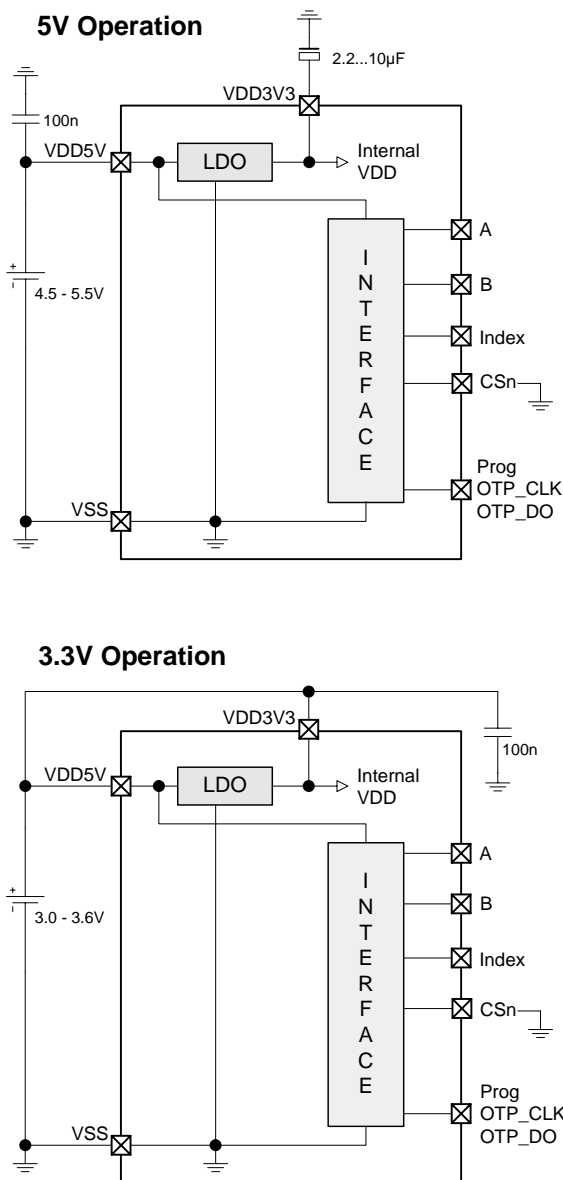 5V Operation
2.2...10µF
VDD3V3
100n
VDD5V
LDO
Internal
VDD
A
INTERFACE
B
+
-
4.5 - 5.5V
Index
CSn
Prog
OTP_CLK
OTP_DO
VSS
3.3V Operation
VDD3V3
100n
VDD5V
LDO
Internal
VDD
A
INTERFACE
B
+
-
3.0 - 3.6V
Index
CSn
Prog
OTP_CLK
OTP_DO
VSS